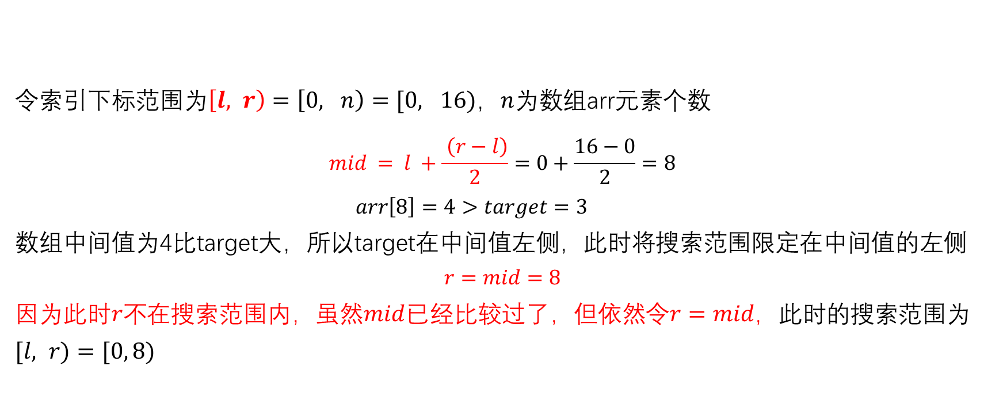 令索引下标范围为[l, r) = [0, n) = [0, 16)，n为数组arr元素个数
mid = l + (r − l)/2 = 0 + (16 − 0)/2 = 8
arr[8] = 4 > target = 3
数组中间值为4比target大，所以target在中间值左侧，此时将搜索范围限定在中间值的左侧
r = mid = 8
因为此时r不在搜索范围内，虽然mid已经比较过了，但依然令r = mid，此时的搜索范围为
[l, r) = [0,8)